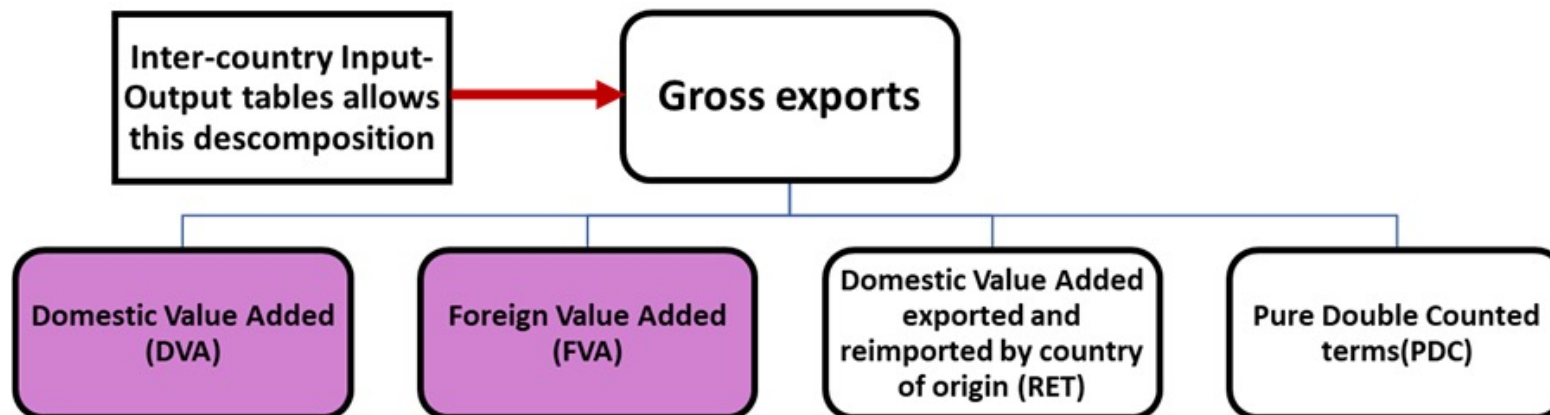 Inter-country Input-
Output tables allows
this descomposition
Gross exports
Domestic Value Added
(DVA)
Foreign Value Added
(FVA)
Domestic Value Added
exported and
reimported by country
of origin (RET)
Pure Double Counted
terms(PDC)